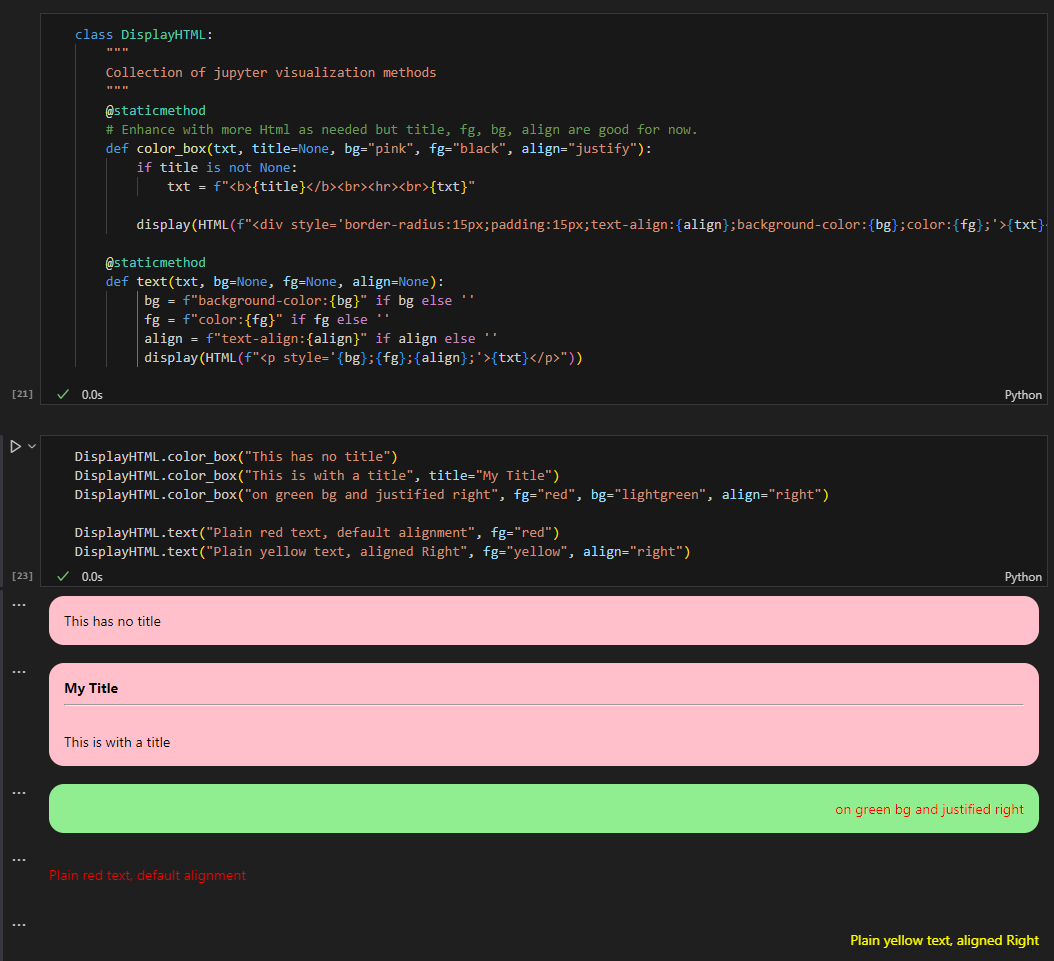 class DisplayHTML:
"""
Collection of jupyter visualization methods
"""
@staticmethod
# Enhance with more Html as needed but title, fg, bg, align are good for now.
def color_box(txt, title=None, bg="pink", fg="black", align="justify"):
if title is not None:
txt = f"<b>{title}</b><br><hr><br>{txt}"
display(HTML(f"<div style='border-radius:15px;padding:15px;text-align:{align};background-color:{bg};color:{fg};'>{txt}<
@staticmethod
def text(txt, bg=None, fg=None, align=None):
bg = f"background-color:{bg}" if bg else ''
fg = f"color:{fg}" if fg else ''
align = f"text-align:{align}" if align else ''
display(HTML(f"<p style='{bg};{fg};{align};'>{txt}</p>"))
[21] ✓ 0.0s Python
DisplayHTML.color_box("This has no title")
DisplayHTML.color_box("This is with a title", title="My Title")
DisplayHTML.color_box("on green bg and justified right", fg="red", bg="lightgreen", align="right")
DisplayHTML.text("Plain red text, default alignment", fg="red")
DisplayHTML.text("Plain yellow text, aligned Right", fg="yellow", align="right")
[23] ✓ 0.0s Python
This has no title
My Title
This is with a title
on green bg and justified right
Plain red text, default alignment
Plain yellow text, aligned Right